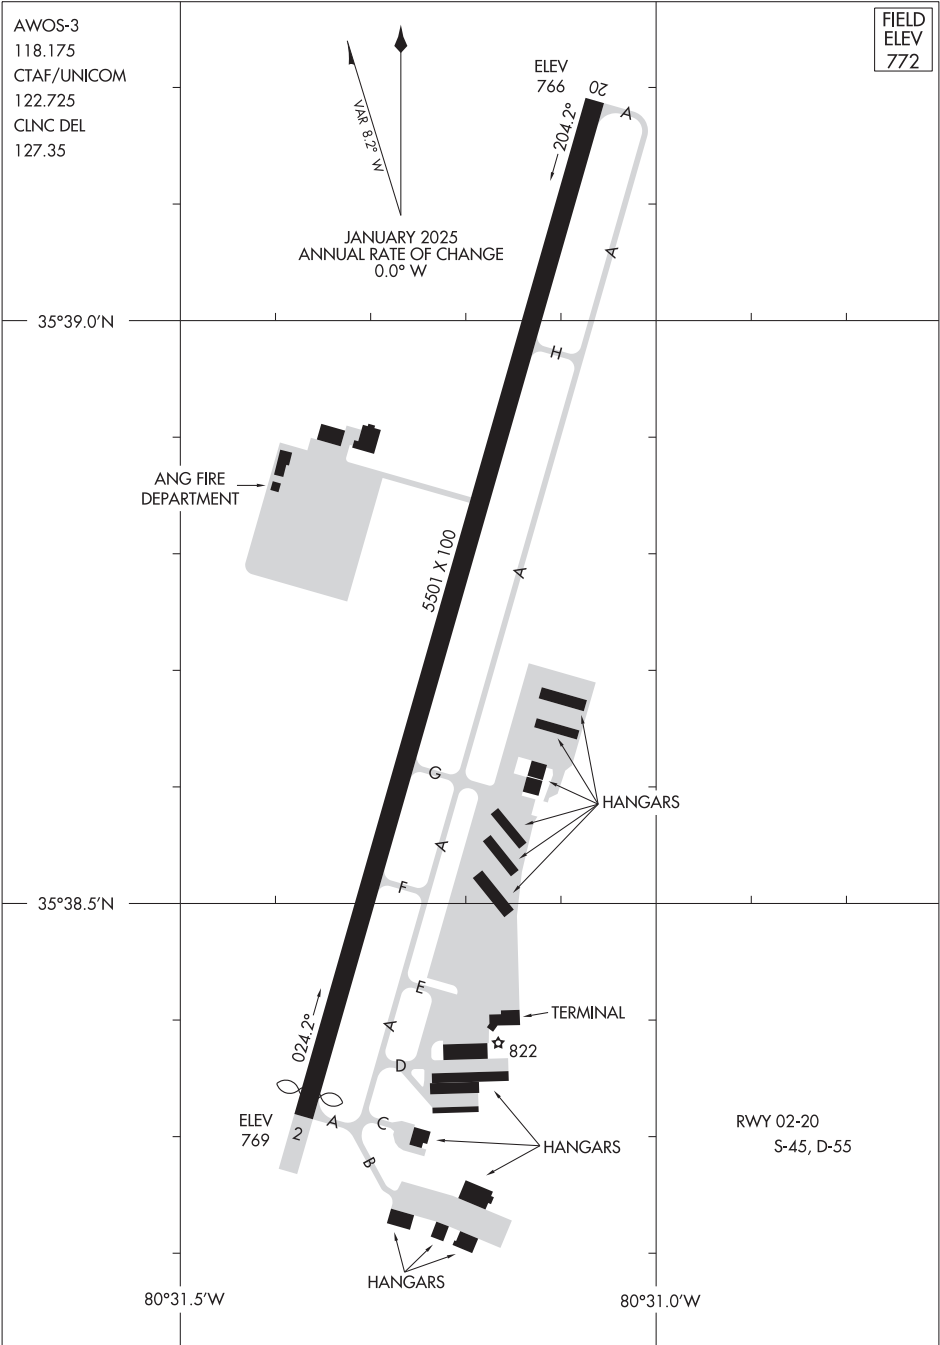 AWOS-3
118.175
CTAF/UNICOM
122.725
CLNC DEL
127.35
FIELD
ELEV
772
VAR 8.2° W
JANUARY 2025
ANNUAL RATE OF CHANGE
0.0° W
ELEV
766
20
204.2°
A
A
35°39.0'N
H
ANG FIRE
DEPARTMENT
5501 X 100
A
G
HANGARS
A
F
35°38.5'N
E
TERMINAL
024.2°
A
822
D
ELEV
769
2
A
C
B
HANGARS
RWY 02-20
S-45, D-55
HANGARS
80°31.5'W
80°31.0'W